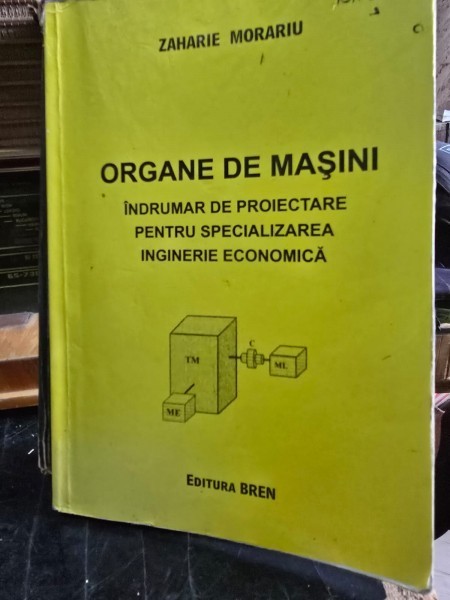 ZAHARIE MORARIU
ORGANE DE MAŞINI
ÎNDRUMAR DE PROIECTARE
PENTRU SPECIALIZAREA
INGINERIE ECONOMICĂ
C
TM
ML
ME
EDITURA BREN